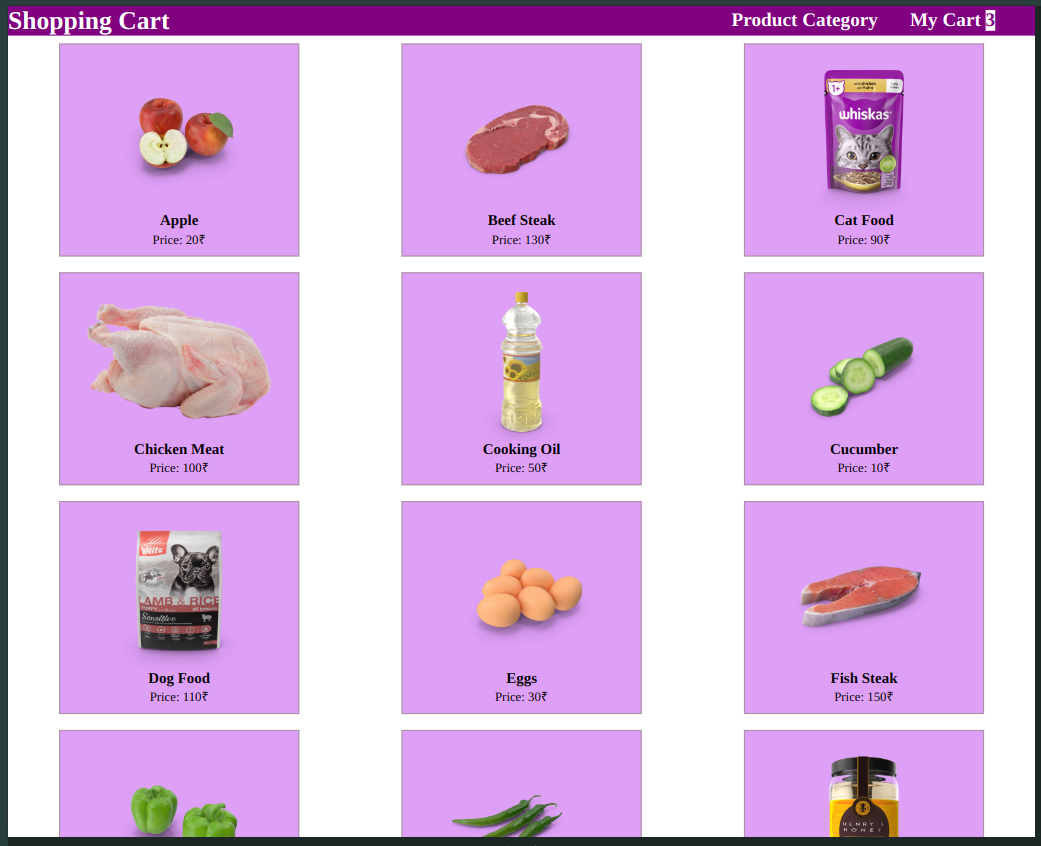 Shopping Cart
Product Category
My Cart 3
1+
whiskas
Apple
Beef Steak
Cat Food
Price: 20₹
Price: 130₹
Price: 90₹
Chicken Meat
Cooking Oil
Cucumber
Price: 100₹
Price: 50₹
Price: 10₹
Blitz
LAMB & RICE
Sensitive
Dog Food
Eggs
Fish Steak
Price: 110₹
Price: 30₹
Price: 150₹
HENRY'S
HONEY